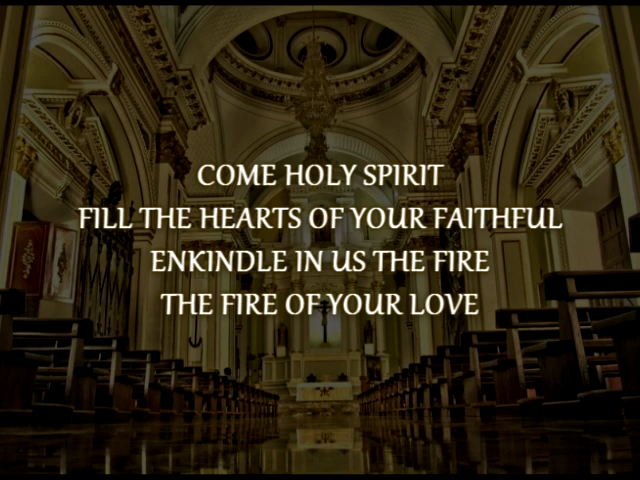 COME HOLY SPIRIT
FILL THE HEARTS OF YOUR FAITHFUL
ENKINDLE IN US THE FIRE
THE FIRE OF YOUR LOVE